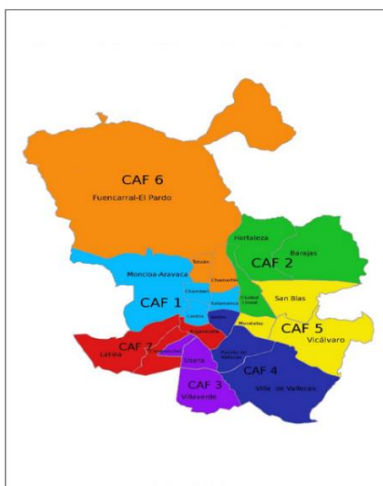 CAF 6
Fuencarral-El Pardo
Hortaleza
Barajas
CAF 2
Tetuán
Chamartín
Moncloa-Aravaca
Chamberí
Salamanca
Ciudad Lineal
San Blas
CAF 1
Centro
Retiro
Moratalaz
CAF 5
Vicálvaro
Arganzuela
CAF 7
Latina
Carabanchel
Usera
Puente de Vallecas
CAF 4
Villa de Vallecas
CAF 3
Villaverde